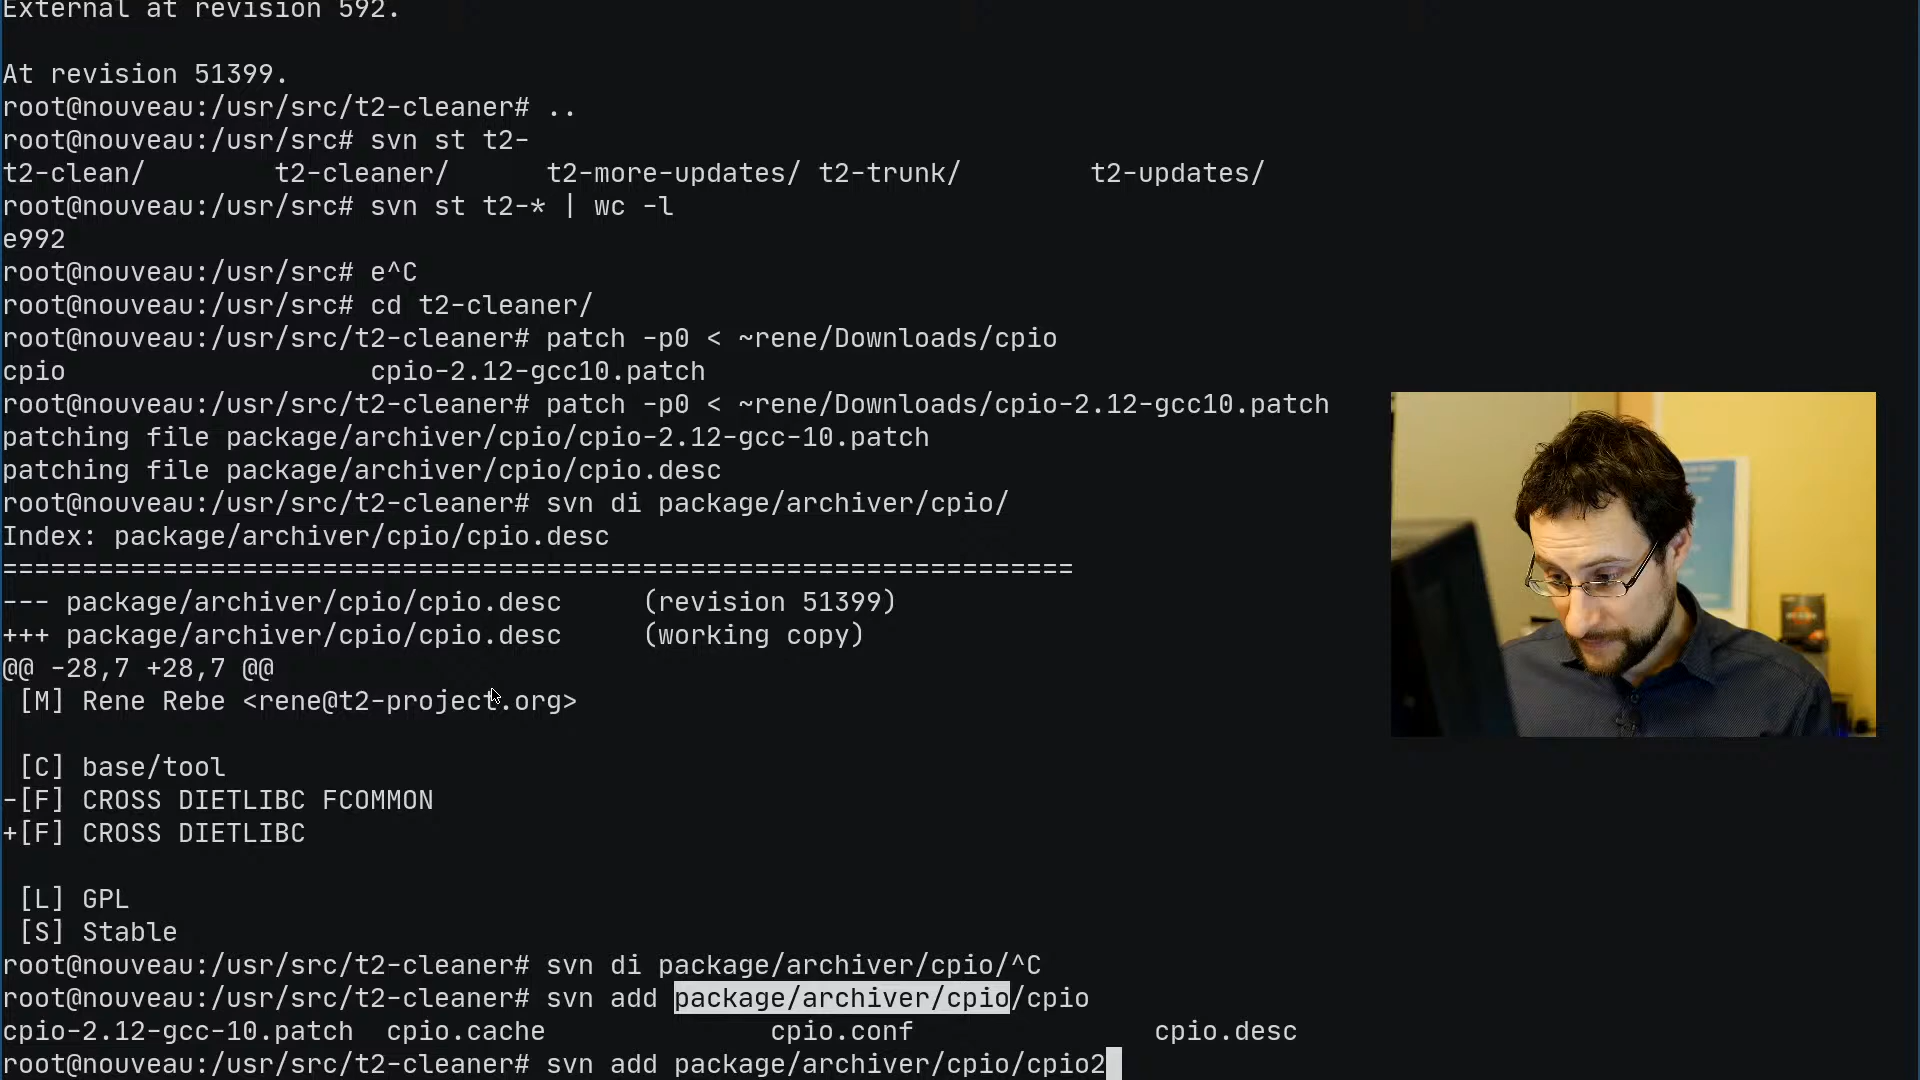 External at revision 592.
At revision 51399.
root@nouveau:/usr/src/t2-cleaner# ..
root@nouveau:/usr/src# svn st t2-
t2-clean/ t2-cleaner/ t2-more-updates/ t2-trunk/ t2-updates/
root@nouveau:/usr/src# svn st t2-* | wc -l
e992
root@nouveau:/usr/src# e^C
root@nouveau:/usr/src# cd t2-cleaner/
root@nouveau:/usr/src/t2-cleaner# patch -p0 < ~rene/Downloads/cpio
cpio cpio-2.12-gcc10.patch
root@nouveau:/usr/src/t2-cleaner# patch -p0 < ~rene/Downloads/cpio-2.12-gcc10.patch
patching file package/archiver/cpio/cpio-2.12-gcc-10.patch
patching file package/archiver/cpio/cpio.desc
root@nouveau:/usr/src/t2-cleaner# svn di package/archiver/cpio/
Index: package/archiver/cpio/cpio.desc
===================================================================
--- package/archiver/cpio/cpio.desc (revision 51399)
+++ package/archiver/cpio/cpio.desc (working copy)
@@ -28,7 +28,7 @@
[M] Rene Rebe <rene@t2-project.org>
[C] base/tool
-[F] CROSS DIETLIBC FCOMMON
+[F] CROSS DIETLIBC
[L] GPL
[S] Stable
root@nouveau:/usr/src/t2-cleaner# svn di package/archiver/cpio/^C
root@nouveau:/usr/src/t2-cleaner# svn add package/archiver/cpio/cpio
cpio-2.12-gcc-10.patch cpio.cache cpio.conf cpio.desc
root@nouveau:/usr/src/t2-cleaner# svn add package/archiver/cpio/cpio2